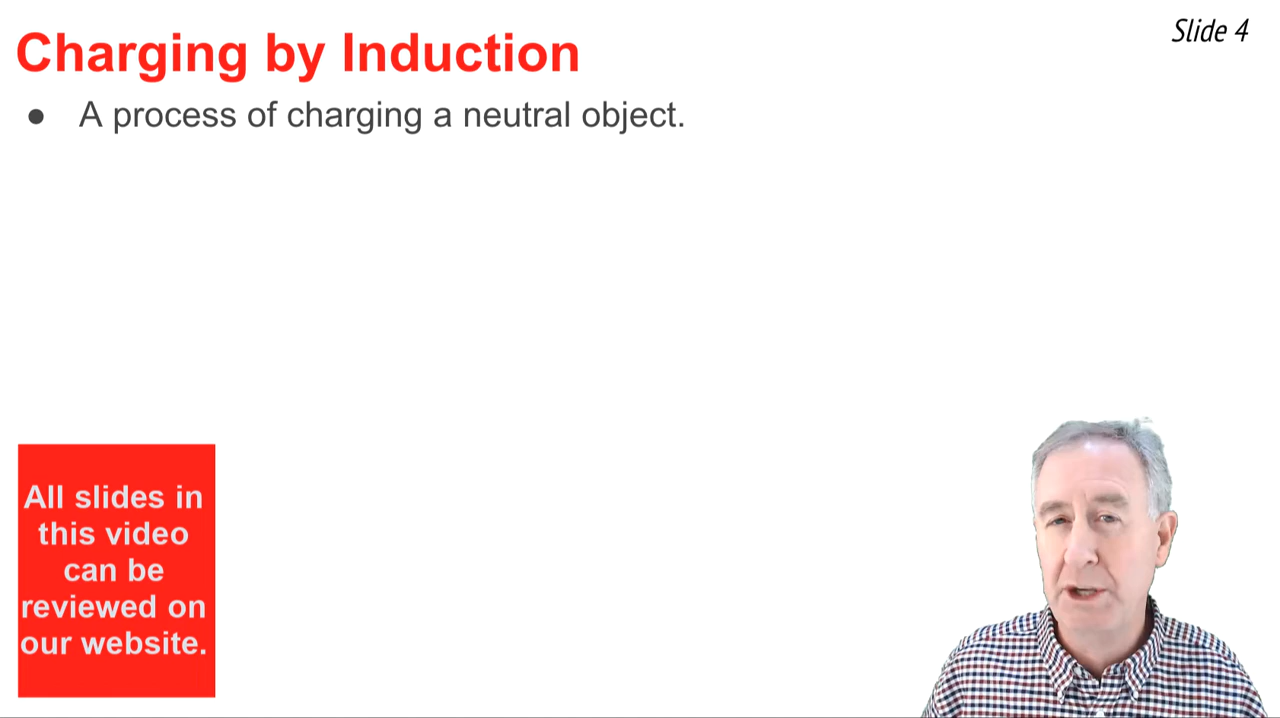 Slide 4
Charging by Induction
● A process of charging a neutral object.
All slides in
this video
can be
reviewed on
our website.